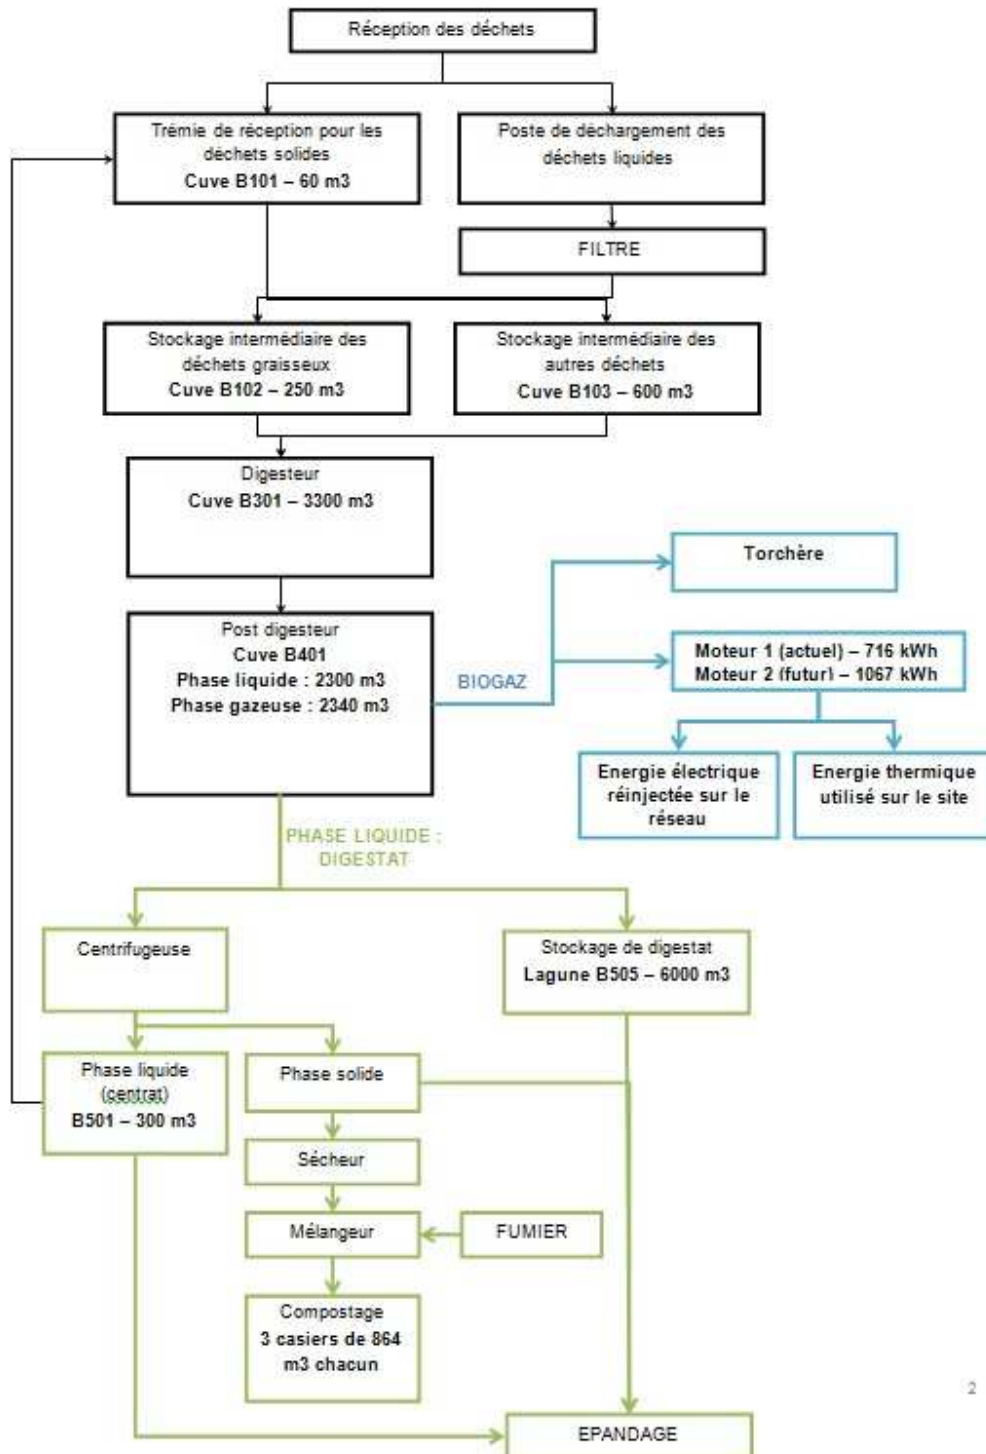 Réception des déchets
Trémie de réception pour les
déchets solides
Cuve B101 – 60 m3
Poste de déchargement des
déchets liquides
FILTRE
Stockage intermédiaire des
déchets graisseux
Cuve B102 – 250 m3
Stockage intermédiaire des
autres déchets
Cuve B103 – 600 m3
Digesteur
Cuve B301 – 3300 m3
Torchère
Post digesteur
Cuve B401
Phase liquide : 2300 m3
Phase gazeuse : 2340 m3
BIOGAZ
Moteur 1 (actuel) – 716 kWh
Moteur 2 (futur) – 1067 kWh
Energie électrique
réinjectée sur le
réseau
Energie thermique
utilisé sur le site
PHASE LIQUIDE :
DIGESTAT
Centrifugeuse
Stockage de digestat
Lagune B505 – 6000 m3
Phase liquide
(centrat)
B501 – 300 m3
Phase solide
Sécheur
Mélangeur
FUMIER
Compostage
3 casiers de 864
m3 chacun
2
EPANDAGE